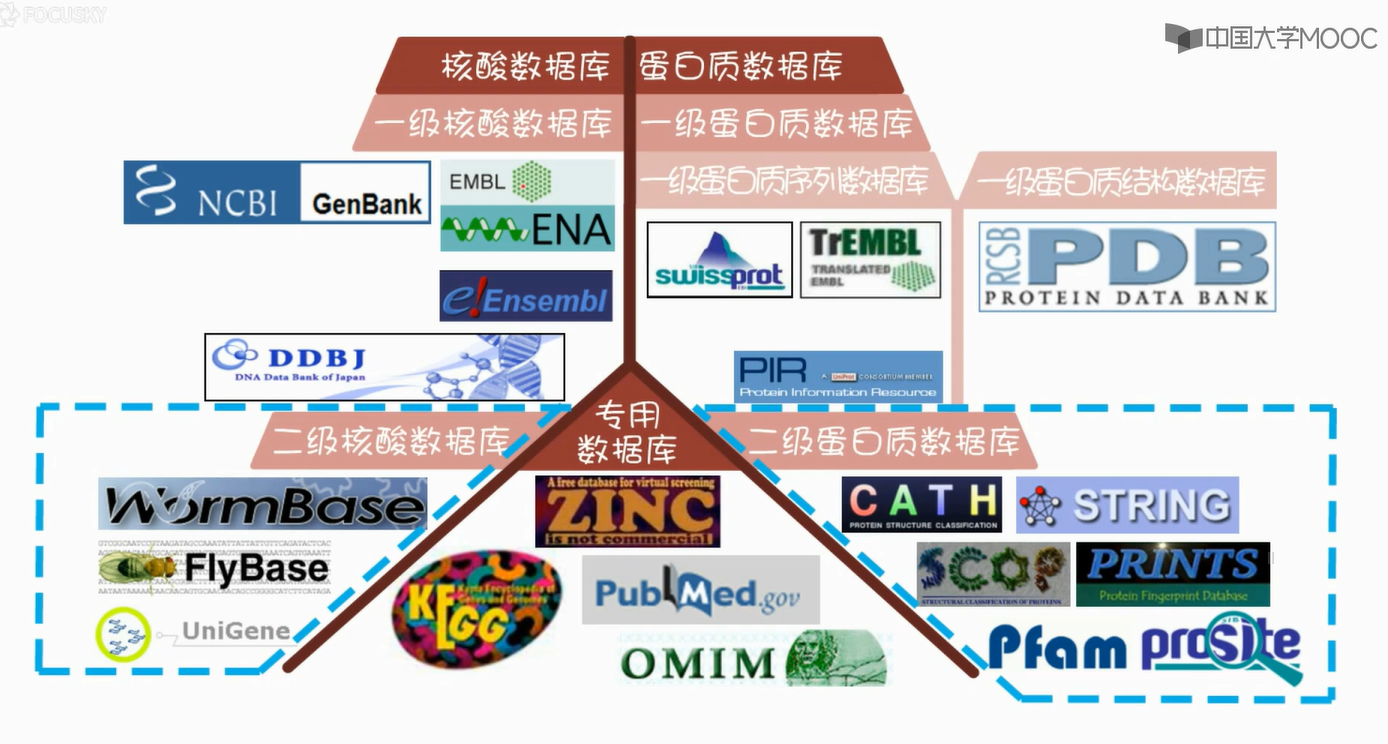 FOCUSKY
中国大学MOOC
核酸数据库
蛋白质数据库
一级核酸数据库
一级蛋白质数据库
一级蛋白质序列数据库
一级蛋白质结构数据库
NCBI
GenBank
EMBL
ENA
e!Ensembl
DDBJ
DNA Data Bank of Japan
swissprot
TrEMBL
TRANSLATED
EMBL
RCSB
PDB
PROTEIN DATA BANK
PIR
A UniProt CONSORTIUM MEMBER
Protein Information Resource
专用
数据库
二级核酸数据库
二级蛋白质数据库
WormBase
FlyBase
UniGene
A free database for virtual screening
ZINC
is not commercial
KEGG
Kyoto Encyclopedia of
Genes and Genomes
PubMed.gov
OMIM
CATH
PROTEIN STRUCTURE CLASSIFICATION
STRING
SCOP
STRUCTURAL CLASSIFICATION OF PROTEINS
PRINTS
Protein Fingerprint Database
Pfam
prosite